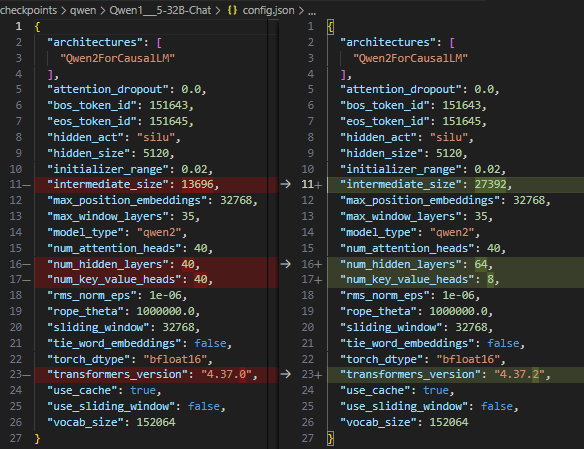 checkpoints > qwen > Qwen1___5-32B-Chat > {} config.json > ...
1 {
2 "architectures": [
3 "Qwen2ForCausalLM"
4 ],
5 "attention_dropout": 0.0,
6 "bos_token_id": 151643,
7 "eos_token_id": 151645,
8 "hidden_act": "silu",
9 "hidden_size": 5120,
10 "initializer_range": 0.02,
11− "intermediate_size": 13696,
12 "max_position_embeddings": 32768,
13 "max_window_layers": 35,
14 "model_type": "qwen2",
15 "num_attention_heads": 40,
16− "num_hidden_layers": 40,
17− "num_key_value_heads": 40,
18 "rms_norm_eps": 1e-06,
19 "rope_theta": 1000000.0,
20 "sliding_window": 32768,
21 "tie_word_embeddings": false,
22 "torch_dtype": "bfloat16",
23− "transformers_version": "4.37.0",
24 "use_cache": true,
25 "use_sliding_window": false,
26 "vocab_size": 152064
27 }
1 {
2 "architectures": [
3 "Qwen2ForCausalLM"
4 ],
5 "attention_dropout": 0.0,
6 "bos_token_id": 151643,
7 "eos_token_id": 151645,
8 "hidden_act": "silu",
9 "hidden_size": 5120,
10 "initializer_range": 0.02,
→ 11+ "intermediate_size": 27392,
12 "max_position_embeddings": 32768,
13 "max_window_layers": 35,
14 "model_type": "qwen2",
15 "num_attention_heads": 40,
→ 16+ "num_hidden_layers": 64,
17+ "num_key_value_heads": 8,
18 "rms_norm_eps": 1e-06,
19 "rope_theta": 1000000.0,
20 "sliding_window": 32768,
21 "tie_word_embeddings": false,
22 "torch_dtype": "bfloat16",
→ 23+ "transformers_version": "4.37.2",
24 "use_cache": true,
25 "use_sliding_window": false,
26 "vocab_size": 152064
27 }